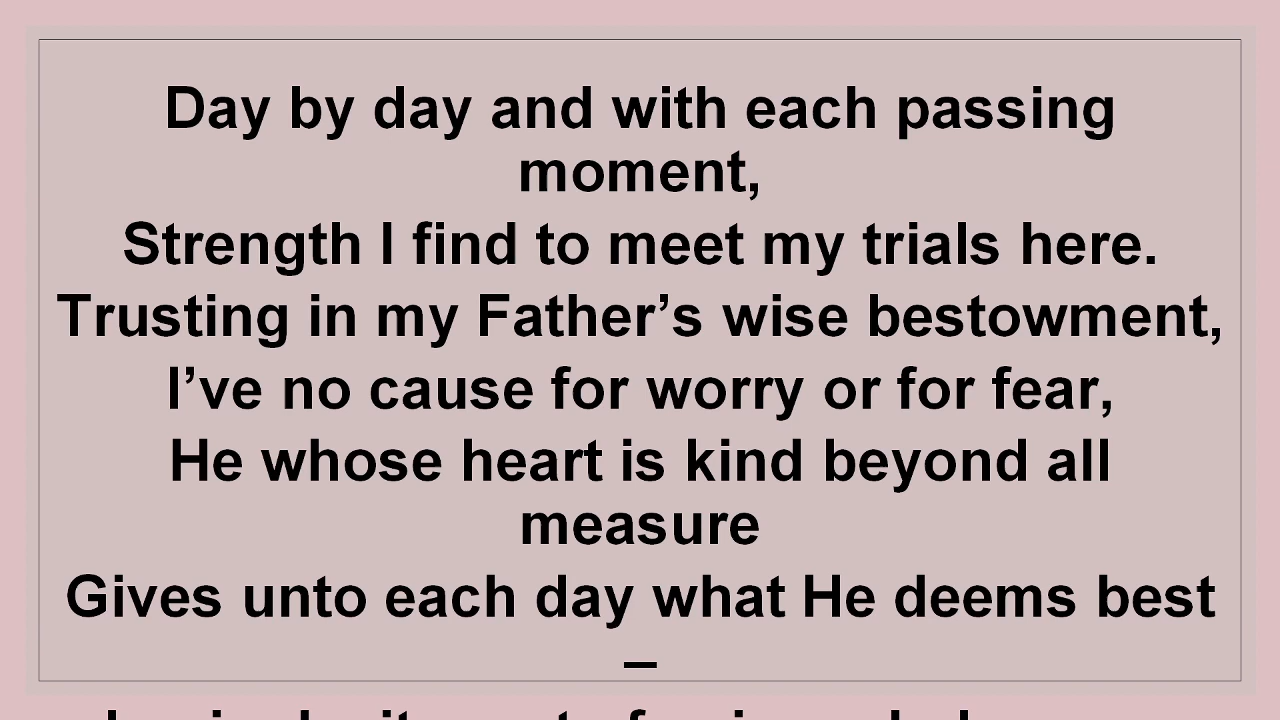 Day by day and with each passing
moment,
Strength I find to meet my trials here.
Trusting in my Father’s wise bestowment,
I’ve no cause for worry or for fear,
He whose heart is kind beyond all
measure
Gives unto each day what He deems best
–